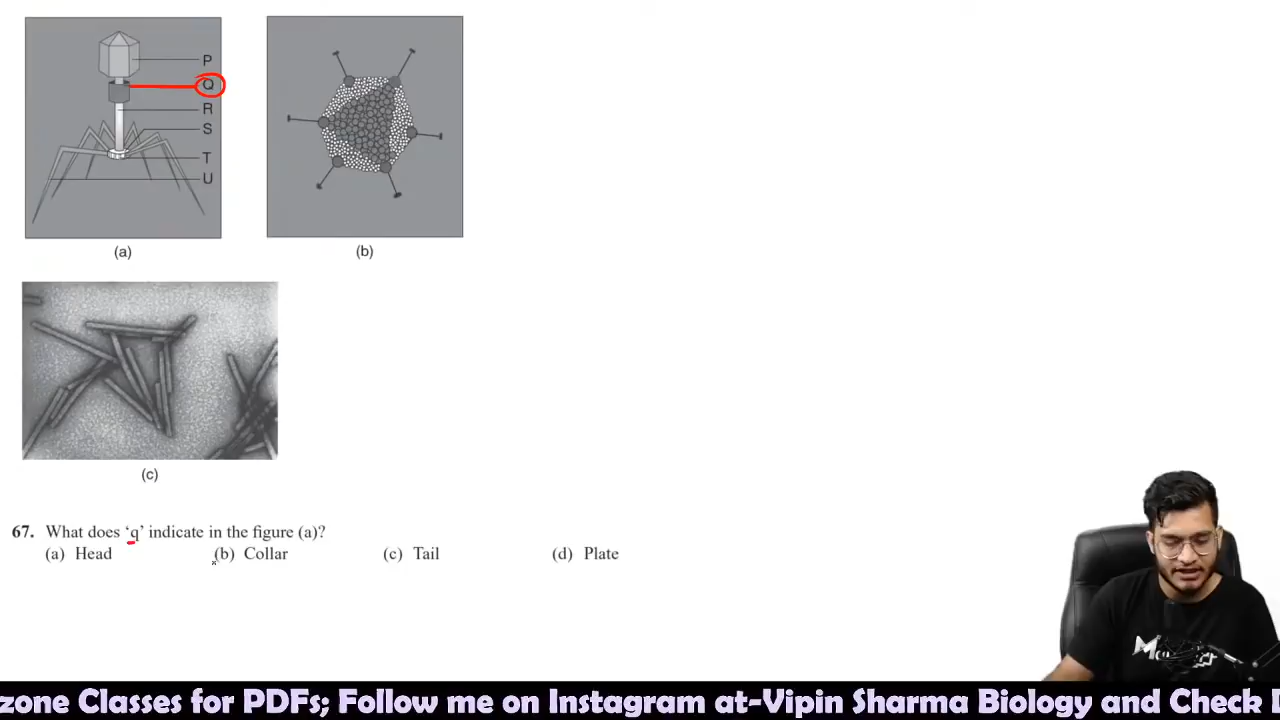 P
Q
R
S
T
U
(a)
(b)
(c)
67. What does ‘q’ indicate in the figure (a)?
(a) Head (b) Collar (c) Tail (d) Plate
zone Classes for PDFs; Follow me on Instagram at-Vipin Sharma Biology and Check